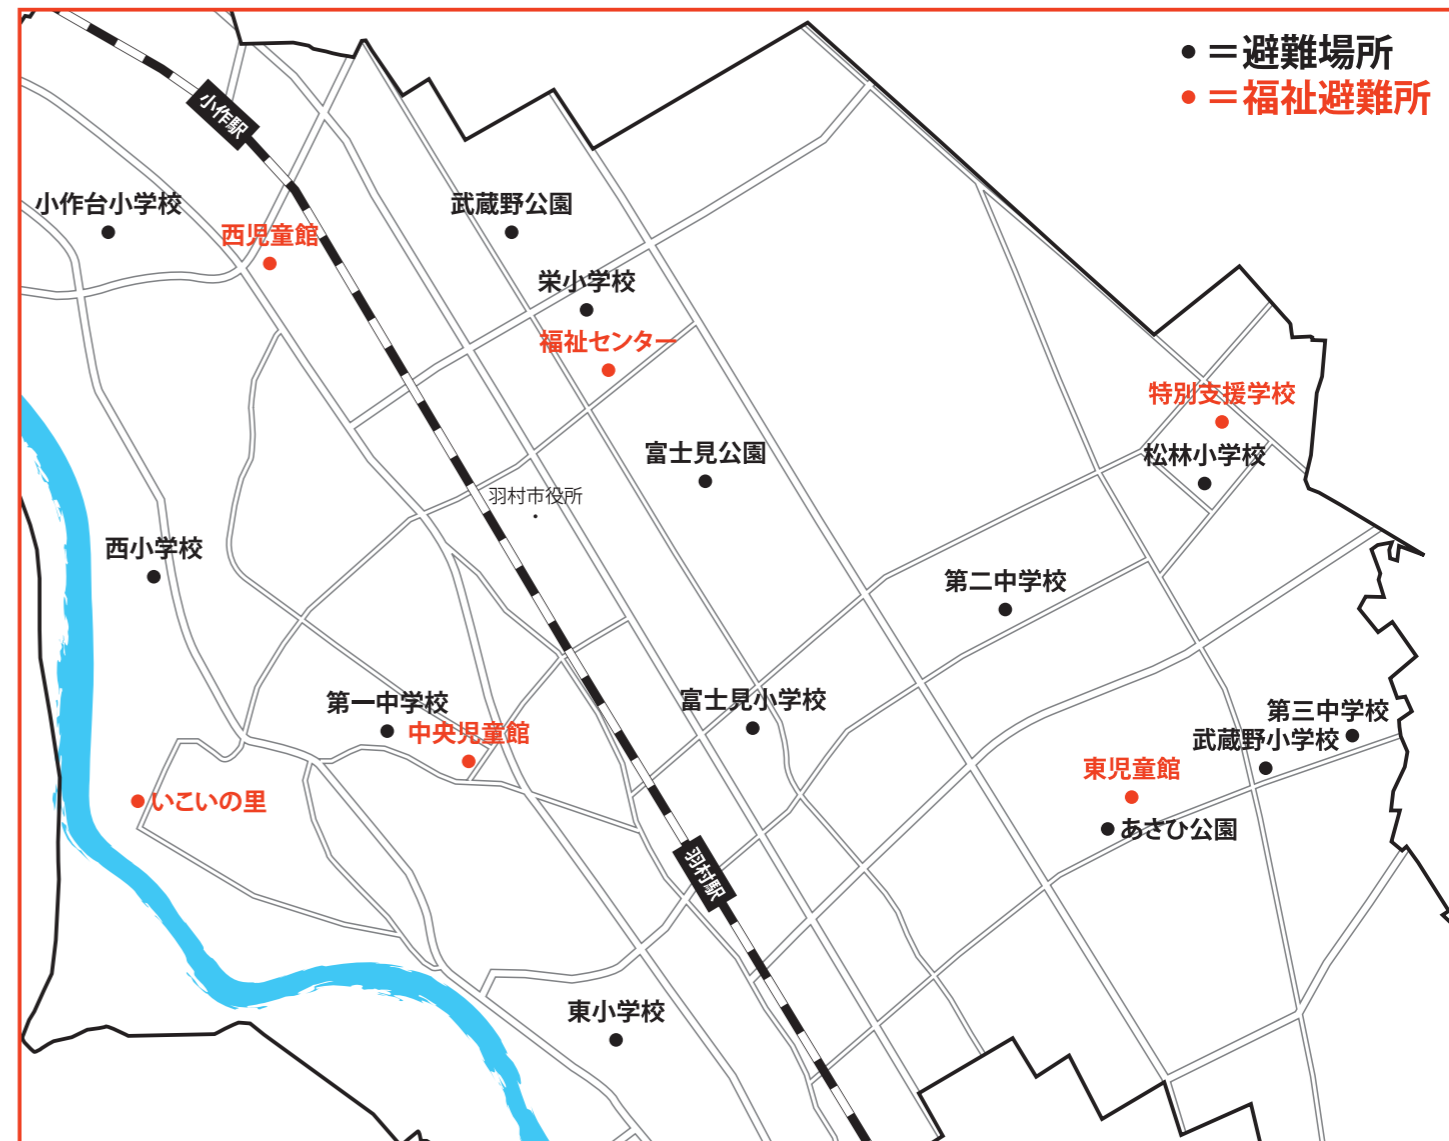 ●＝避難場所
●＝福祉避難所
小作駅
小作台小学校
武蔵野公園
西児童館
栄小学校
福祉センター
特別支援学校
富士見公園
松林小学校
羽村市役所
西小学校
第二中学校
第一中学校
富士見小学校
第三中学校
中央児童館
武蔵野小学校
東児童館
いこいの里
あさひ公園
羽村駅
東小学校